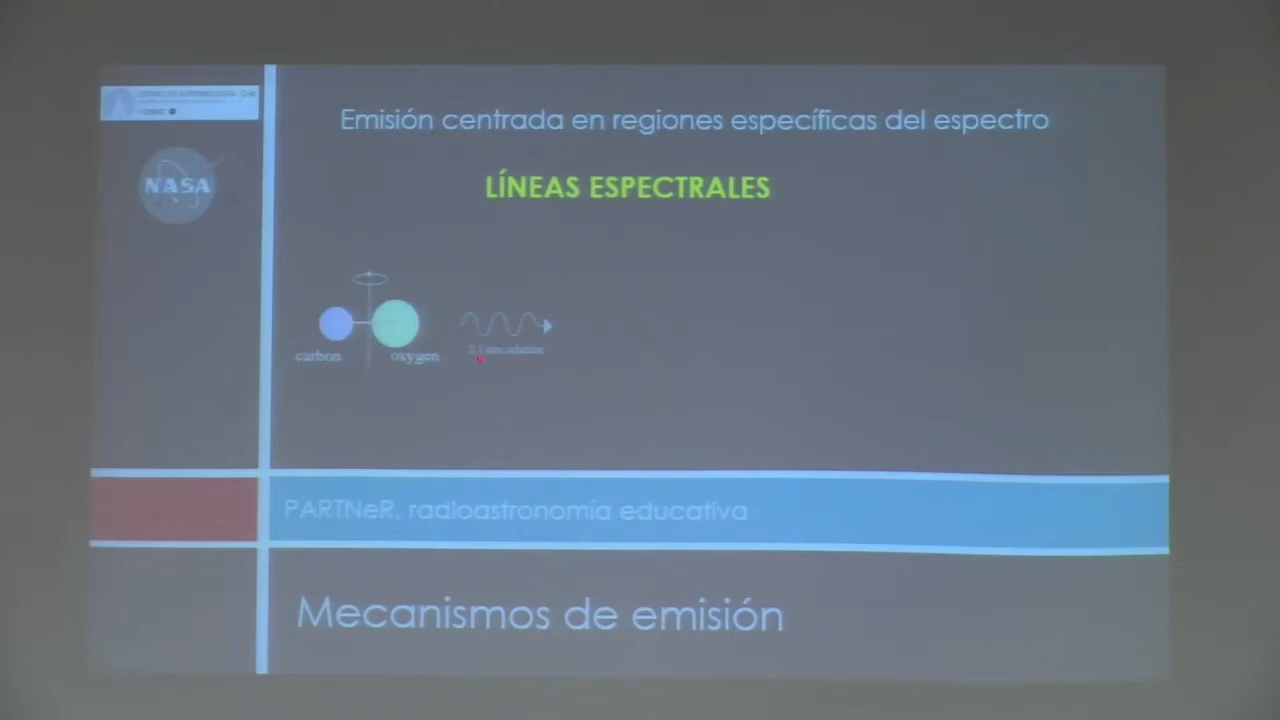 NASA
Emisión centrada en regiones específicas del espectro
LÍNEAS ESPECTRALES
carbon
oxygen
PARTNeR, radioastronomía educativa
Mecanismos de emisión